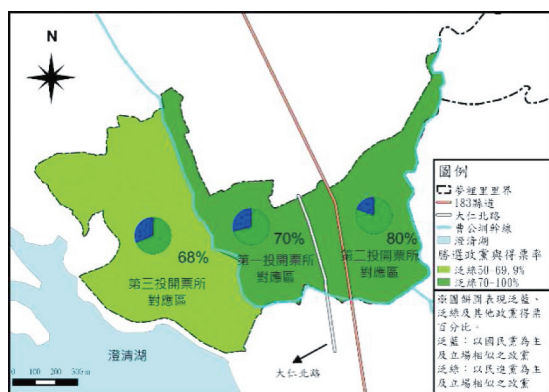 N
68%
第三投開票所
對應區
70%
第一投開票所
對應區
80%
第二投開票所
對應區
澄清湖
大仁北路
0 100 200 500m
圖例
夢裡里里界
183縣道
大仁北路
曹公圳幹線
澄清湖
勝選政黨與得票率
泛綠50-69.9%
泛綠70-100%
※圓餅圖表現泛藍、
泛綠及其他政黨得票
百分比。
泛藍：以國民黨為主
及立場相似之政黨
泛綠：以民進黨為主
及立場相似之政黨